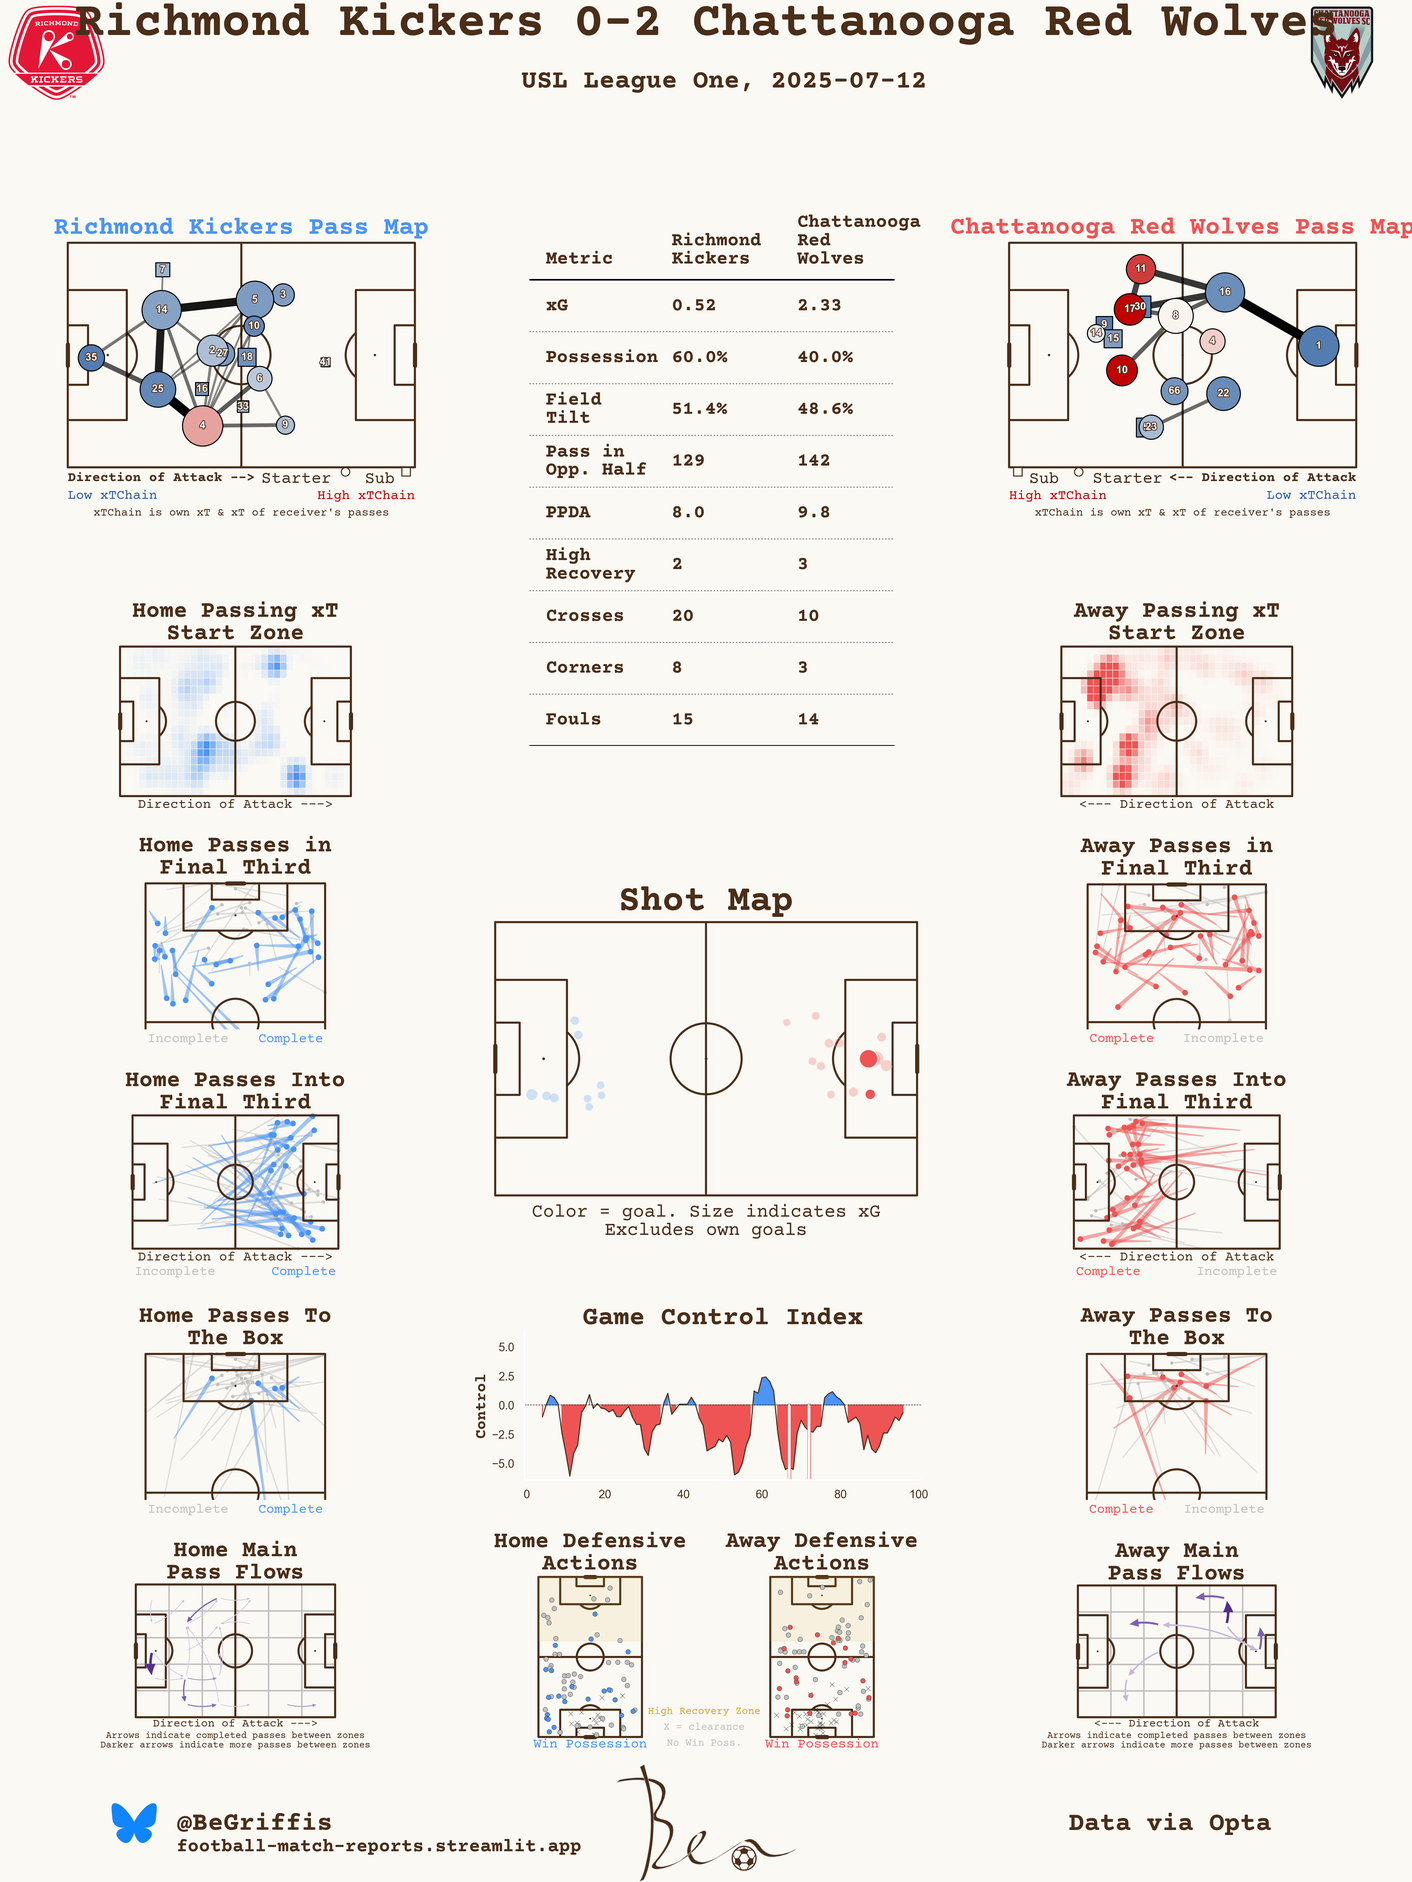 Richmond Kickers 0-2 Chattanooga Red Wolves
USL League One, 2025-07-12
RICHMOND
KICKERS
CHATTANOOGA
RED WOLVES SC
Richmond Kickers Pass Map
7
14
5
3
10
35
2
27
18
41
25
16
6
33
4
9
Direction of Attack --> Starter Sub
Low xTChain High xTChain
xTChain is own xT & xT of receiver's passes
Metric Richmond Kickers Chattanooga Red Wolves
xG 0.52 2.33
Possession 60.0% 40.0%
Field Tilt 51.4% 48.6%
Pass in Opp. Half 129 142
PPDA 8.0 9.8
High Recovery 2 3
Crosses 20 10
Corners 8 3
Fouls 15 14
Chattanooga Red Wolves Pass Map
11
16
17
30
8
9
14
15
4
1
10
66
22
23
Sub Starter <-- Direction of Attack
High xTChain Low xTChain
xTChain is own xT & xT of receiver's passes
Home Passing xT
Start Zone
Direction of Attack --->
Away Passing xT
Start Zone
<--- Direction of Attack
Home Passes in
Final Third
Incomplete Complete
Away Passes in
Final Third
Complete Incomplete
Shot Map
Color = goal. Size indicates xG
Excludes own goals
Home Passes Into
Final Third
Direction of Attack --->
Incomplete Complete
Away Passes Into
Final Third
<--- Direction of Attack
Complete Incomplete
Home Passes To
The Box
Incomplete Complete
Game Control Index
Control
5.0
2.5
0.0
−2.5
−5.0
0 20 40 60 80 100
Away Passes To
The Box
Complete Incomplete
Home Main
Pass Flows
Direction of Attack --->
Arrows indicate completed passes between zones
Darker arrows indicate more passes between zones
Home Defensive
Actions
Win Possession
Away Defensive
Actions
Win Possession
High Recovery Zone
X = clearance
No Win Poss.
Away Main
Pass Flows
<--- Direction of Attack
Arrows indicate completed passes between zones
Darker arrows indicate more passes between zones
@BeGriffis
football-match-reports.streamlit.app
Ben
Data via Opta